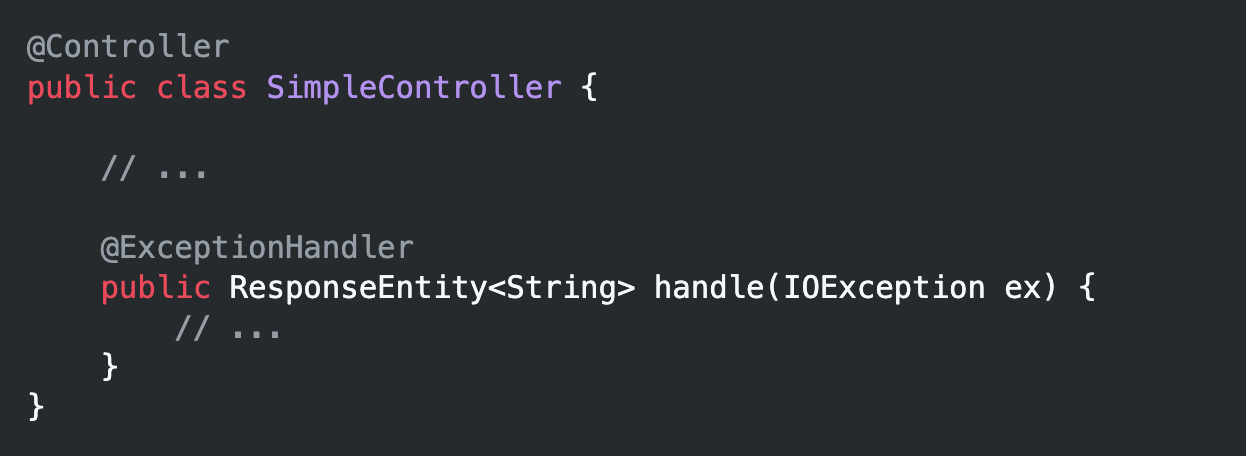 @Controller
public class SimpleController {
// ...
@ExceptionHandler
public ResponseEntity<String> handle(IOException ex) {
// ...
}
}